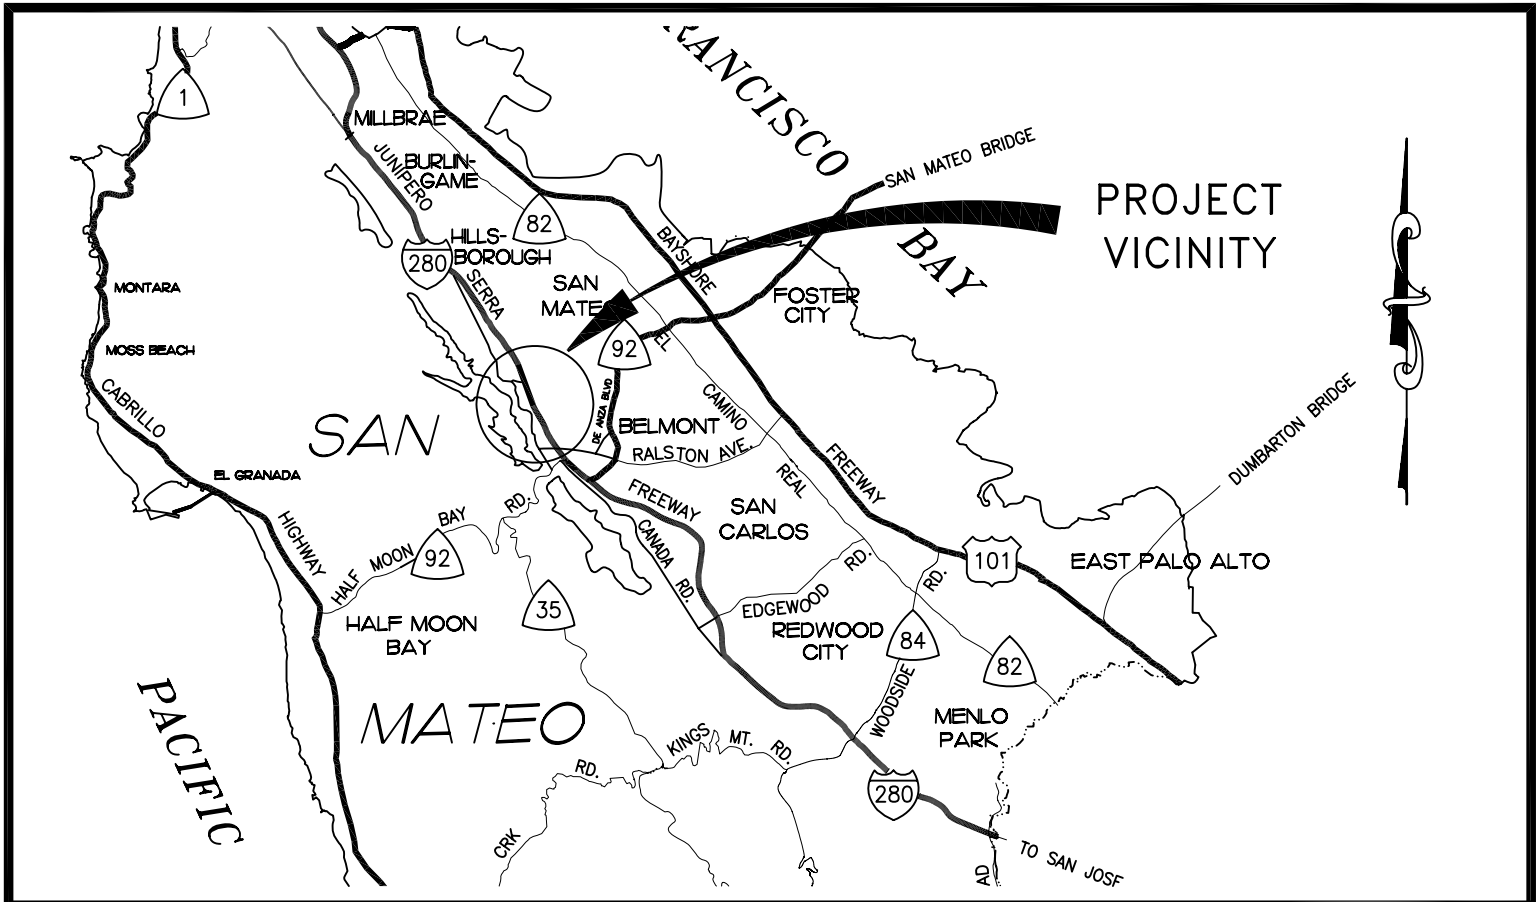 RANCISCO
BAY
SAN MATEO BRIDGE
PROJECT
VICINITY
1
MILLBRAE
BURLIN-
GAME
JUNIPERO
82
HILLS-
BOROUGH
280
SERRA
BAYSHORE
SAN
MATE
FOSTER
CITY
MONTARA
MOSS BEACH
CABRILLO
92
EL
DE ANZA BLVD
CAMINO
BELMONT
RALSTON AVE.
DUMBARTON BRIDGE
SAN
EL GRANADA
HIGHWAY
REAL
FREEWAY
FREEWAY
SAN
CARLOS
HALF MOON BAY RD.
92
CANADA RD.
101
EAST PALO ALTO
35
HALF MOON
BAY
EDGEWOOD RD.
RD.
REDWOOD
CITY
84
82
WOODSIDE
MENLO
PARK
PACIFIC
MATEO
KINGS MT. RD.
RD.
CRK
280
TO SAN JOSF
AD